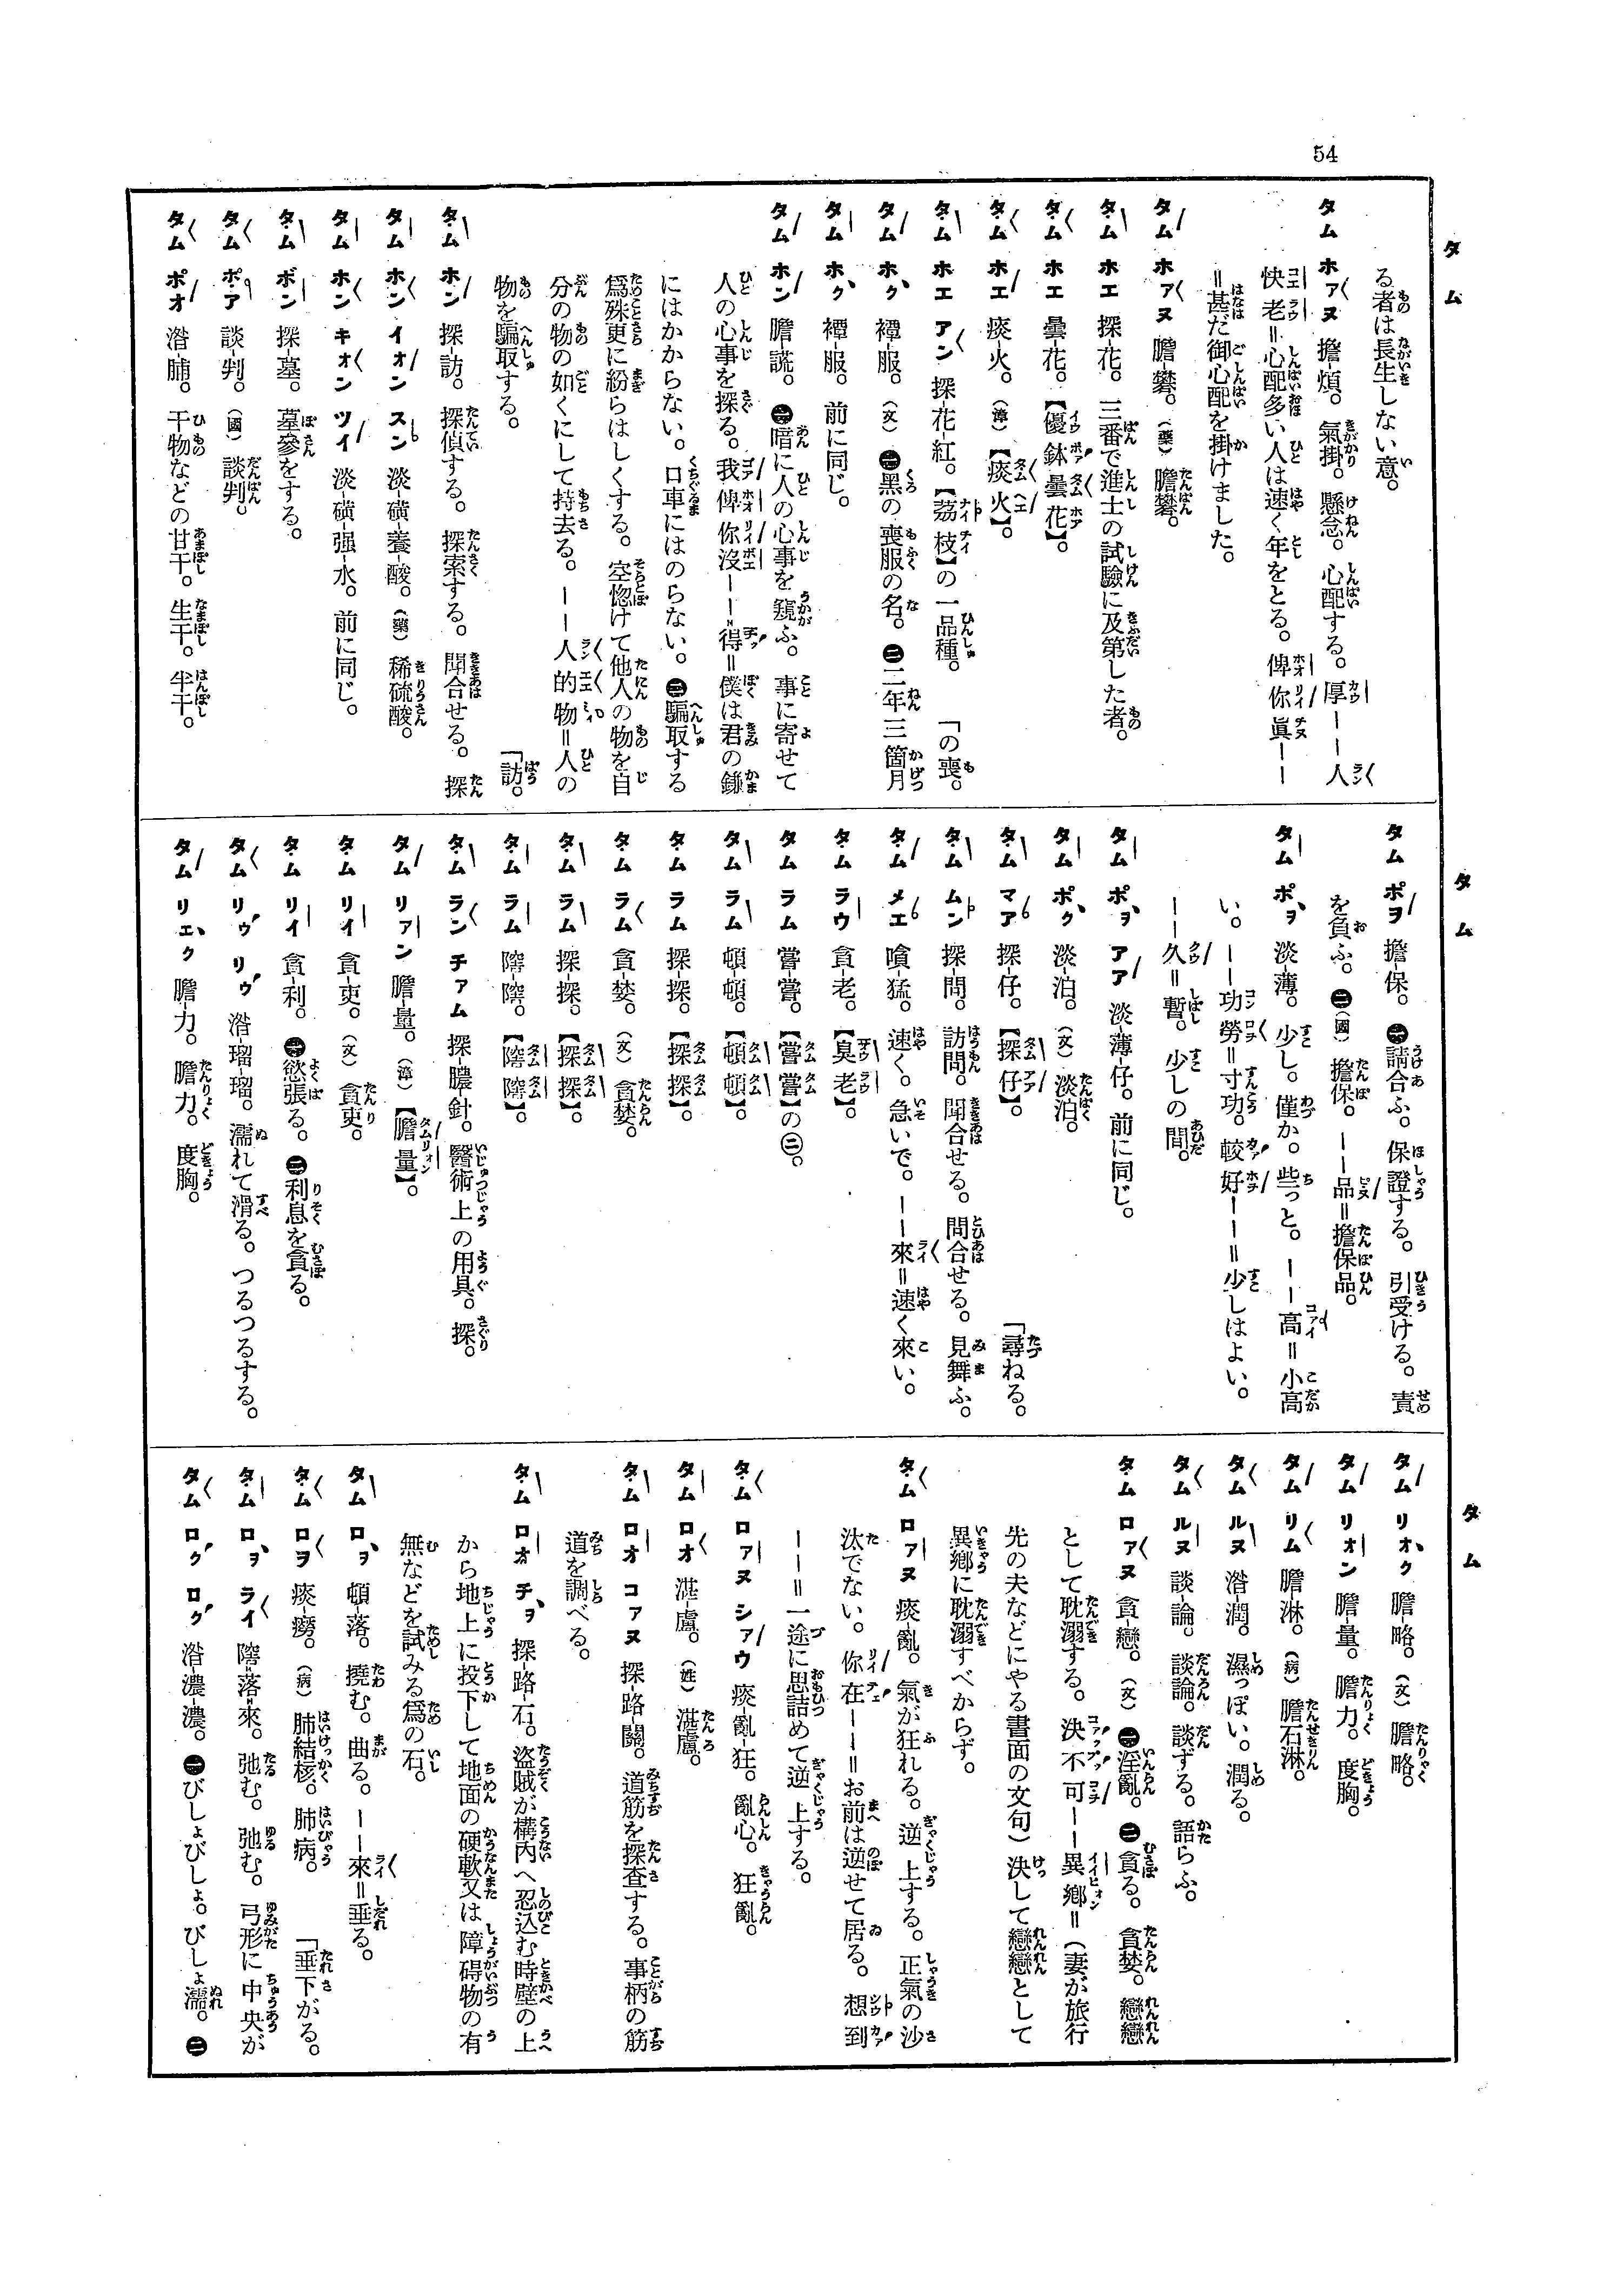 54
タム
る者は長生しない意。
タム ホァヌ 擔-煩。氣掛。懸念。心配する。厚ーー人
快老＝心配多い人は速く年をとる。俾你眞ーー
＝甚だ御心配を掛けました。
タム ホァヌ 膽-礬。（藥）膽礬。
タム ホエ 探-花。三番で進士の試驗に及第した者。
タム ホエ 曇-花。【優鉢曇花】。
タム ホエ 痰-火。（漳）【痰火】。
タム ホエ アン 探-花-紅。【荔枝】の一品種。 「の喪。
タム ホク 禫-服。（文）㊀黑の喪服の名。㊁二年三箇月
タム ホク 禫-服。前に同じ。
タム ホン 膽-謊。㊀暗に人の心事を窺ふ。事に寄せて
人の心事を探る。我俾你沒ーー得＝僕は君の鎌
にはかからない。口車にはのらない。㊁騙取する
爲殊更に紛らはしくする。空惚けて他人の物を自
分の物の如くにして持去る。ーー人的物＝人の
物を騙取する。 「訪。
タム ホン 探-訪。探偵する。探索する。聞合せる。探
タム ホン イオン スン 淡-磺-養-酸。（藥）稀硫酸。
タム ホン キオン ツイ 淡-磺-强-水。前に同じ。
タム ボン 探-墓。墓參をする。
タム ポァ 談-判。（國）談判。
タム ポオ 湆-脯。干物などの甘干。生干。半干。
タム
タム ポヲ 擔-保。㊀請合ふ。保證する。引受ける。責
を負ふ。㊁（國）擔保。ーー品＝擔保品。
タム ポヲ 淡-薄。少し。僅か。些っと。ーー高＝小高
い。ーー功勞＝寸功。較好ーー＝少しはよい。
ーー久＝暫。少しの間。
タム ポヲ アア 淡-薄-仔。前に同じ。
タム ポク 淡-泊。（文）淡泊。
タム マア 探-仔。【探仔】。 「尋ねる。
タム ムン 探-問。訪問。聞合せる。問合せる。見舞ふ。
タム メエ 嗿-猛。速く。急いで。ーー來＝速く來い。
タム ラウ 貪-老。【臭老】。
タム ラム 嘗-嘗。【嘗嘗】の㊁。
タム ラム 頓-頓。【頓頓】。
タム ラム 探-探。【探探】。
タム ラム 貪-婪。（文）貪婪。
タム ラム 探-探。【探探】。
タム ラム
タム ラン チァム 探-膿-針。醫術上の用具。探。
タム リァン 膽-量。（漳）【膽量】。
タム リイ 貪-吏。（文）貪吏。
タム リイ 貪-利。㊀慾張る。㊁利息を貪る。
タム リゥ リゥ 湆-瑠-瑠。濡れて滑る。つるつるする。
タム リェク 膽-力。膽力。度胸。
タム
タム リオク 膽-略。（文）膽略。
タム リオン 膽-量。膽力。度胸。
タム リム 膽-淋。（病）膽石淋。
タム ルヌ 湆-潤。濕っぽい。潤る。
タム ルヌ 談-論。談論。談ずる。語らふ。
タム ロァヌ 貪-戀。（文）㊀淫亂。㊁貪る。貪婪。戀戀
として耽溺する。決不可ーー異鄕＝（妻が旅行
先の夫などにやる書面の文句）決して戀戀として
異鄕に耽溺すべからず。
タム ロァヌ 痰-亂。氣が狂れる。逆上する。正氣の沙
汰でない。你在ーー＝お前は逆せて居る。想到
ーー＝一途に思詰めて逆上する。
タム ロァヌ シァウ 痰-亂-狂。亂心。狂亂。
タム ロオ 湛-盧。（姓）湛盧。
タム ロオ コァヌ 探-路-關。道筋を探査する。事柄の筋
道を調べる。
タム ロオ チヲ 探-路-石。盜賊が構內へ忍込む時壁の上
から地上に投下して地面の硬軟又は障碍物の有
無などを試みる爲の石。
タム ロヲ 頓-落。撓む。曲る。ーー來＝垂る。
タム ロヲ 痰-癆。（病）肺結核。肺病。 「垂下がる。
タム ロヲ ライ 落-來。弛む。弛む。弓形に中央が
タム ロク ロク 湆-濃-濃。㊀びしょびしょ。びしょ濡。㊁